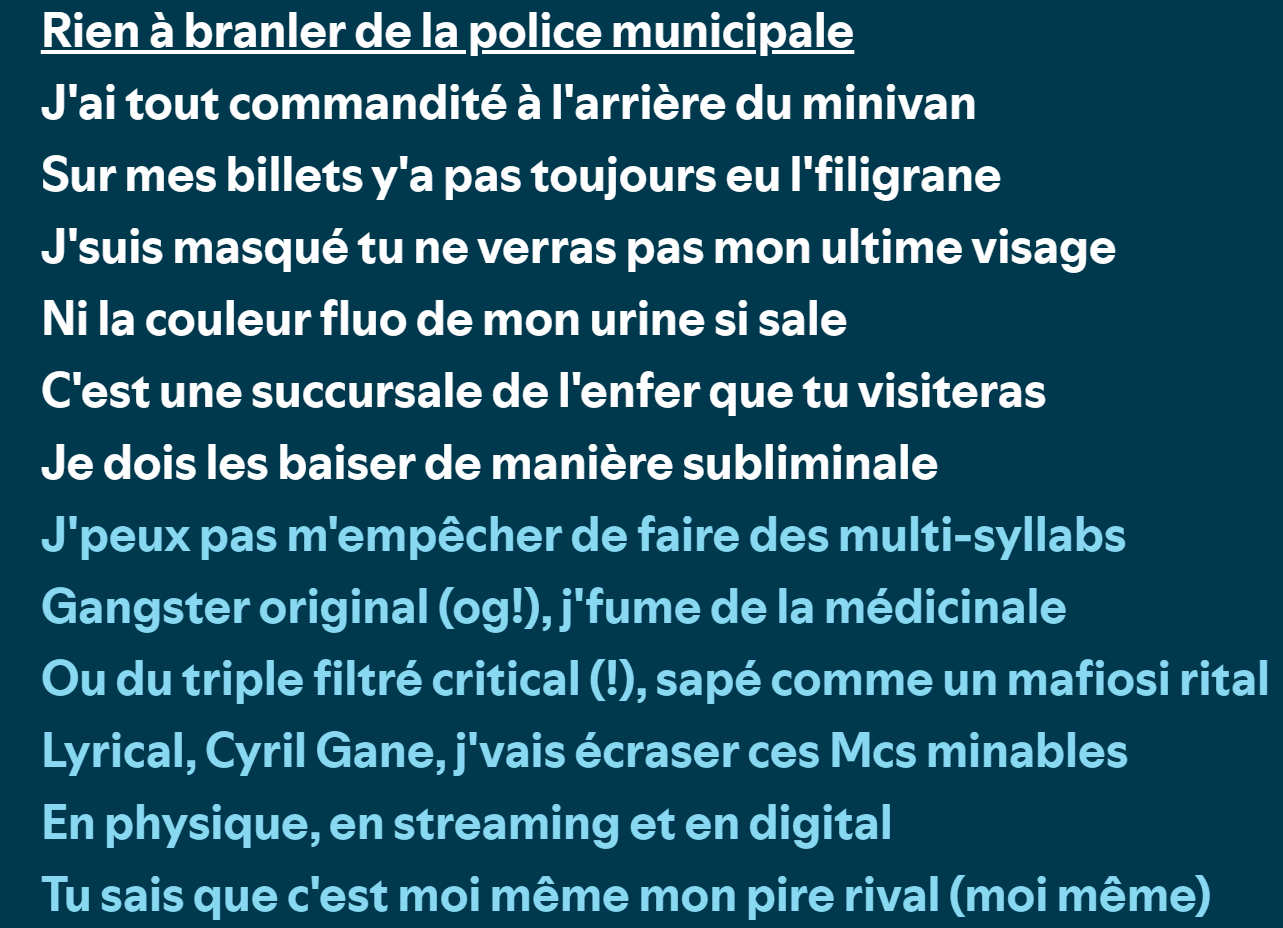 Rien à branler de la police municipale
J'ai tout commandité à l'arrière du minivan
Sur mes billets y'a pas toujours eu l'filigrane
J'suis masqué tu ne verras pas mon ultime visage
Ni la couleur fluo de mon urine si sale
C'est une succursale de l'enfer que tu visiteras
Je dois les baiser de manière subliminale
J'peux pas m'empêcher de faire des multi-syllabs
Gangster original (og!), j'fume de la médicinale
Ou du triple filtré critical (!), sapé comme un mafiosi rital
Lyrical, Cyril Gane, j'vais écraser ces Mcs minables
En physique, en streaming et en digital
Tu sais que c'est moi même mon pire rival (moi même)